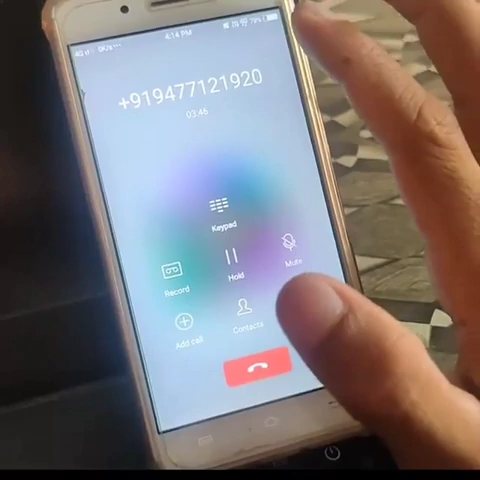 4:14 PM
+919477121920
03:46
Keypad
Record
Hold
Mute
Add call
Contacts